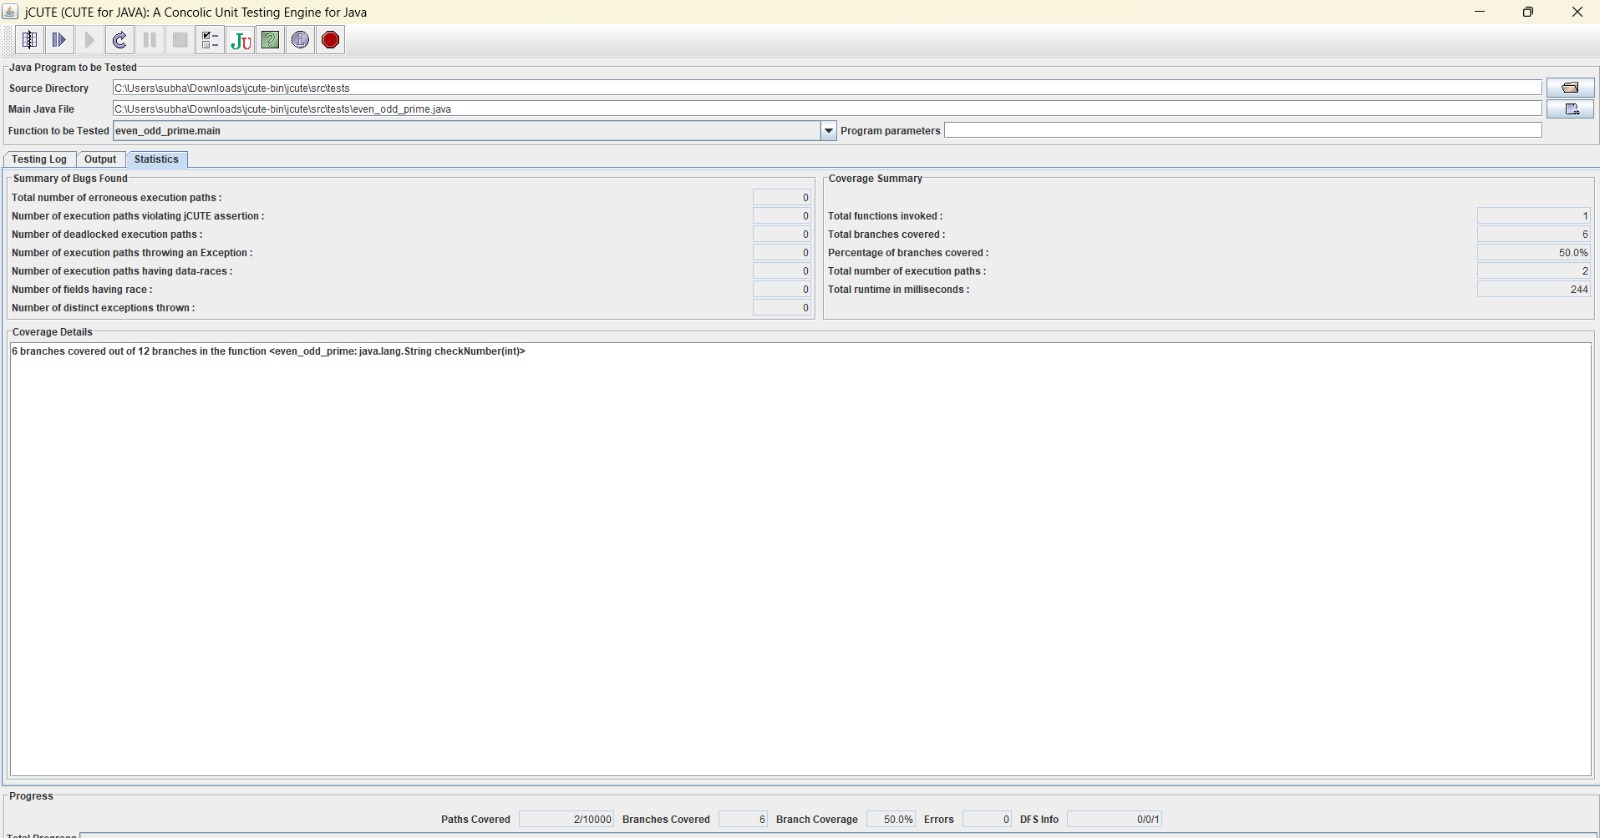 jCUTE (CUTE for JAVA): A Concolic Unit Testing Engine for Java
Java Program to be Tested
Source Directory C:\Users\subha\Downloads\jcute-bin\jcute\src\tests
Main Java File C:\Users\subha\Downloads\jcute-bin\jcute\src\tests\even_odd_prime.java
Function to be Tested even_odd_prime.main Program parameters
Testing Log Output Statistics
Summary of Bugs Found
Total number of erroneous execution paths : 0
Number of execution paths violating jCUTE assertion : 0
Number of deadlocked execution paths : 0
Number of execution paths throwing an Exception : 0
Number of execution paths having data-races : 0
Number of fields having race : 0
Number of distinct exceptions thrown : 0
Coverage Summary
Total functions invoked : 1
Total branches covered : 6
Percentage of branches covered : 50.0%
Total number of execution paths : 2
Total runtime in milliseconds : 244
Coverage Details
6 branches covered out of 12 branches in the function <even_odd_prime: java.lang.String checkNumber(int)>
Progress
Paths Covered 2/10000 Branches Covered 6 Branch Coverage 50.0% Errors 0 DFS Info 0/0/1
Total Progress